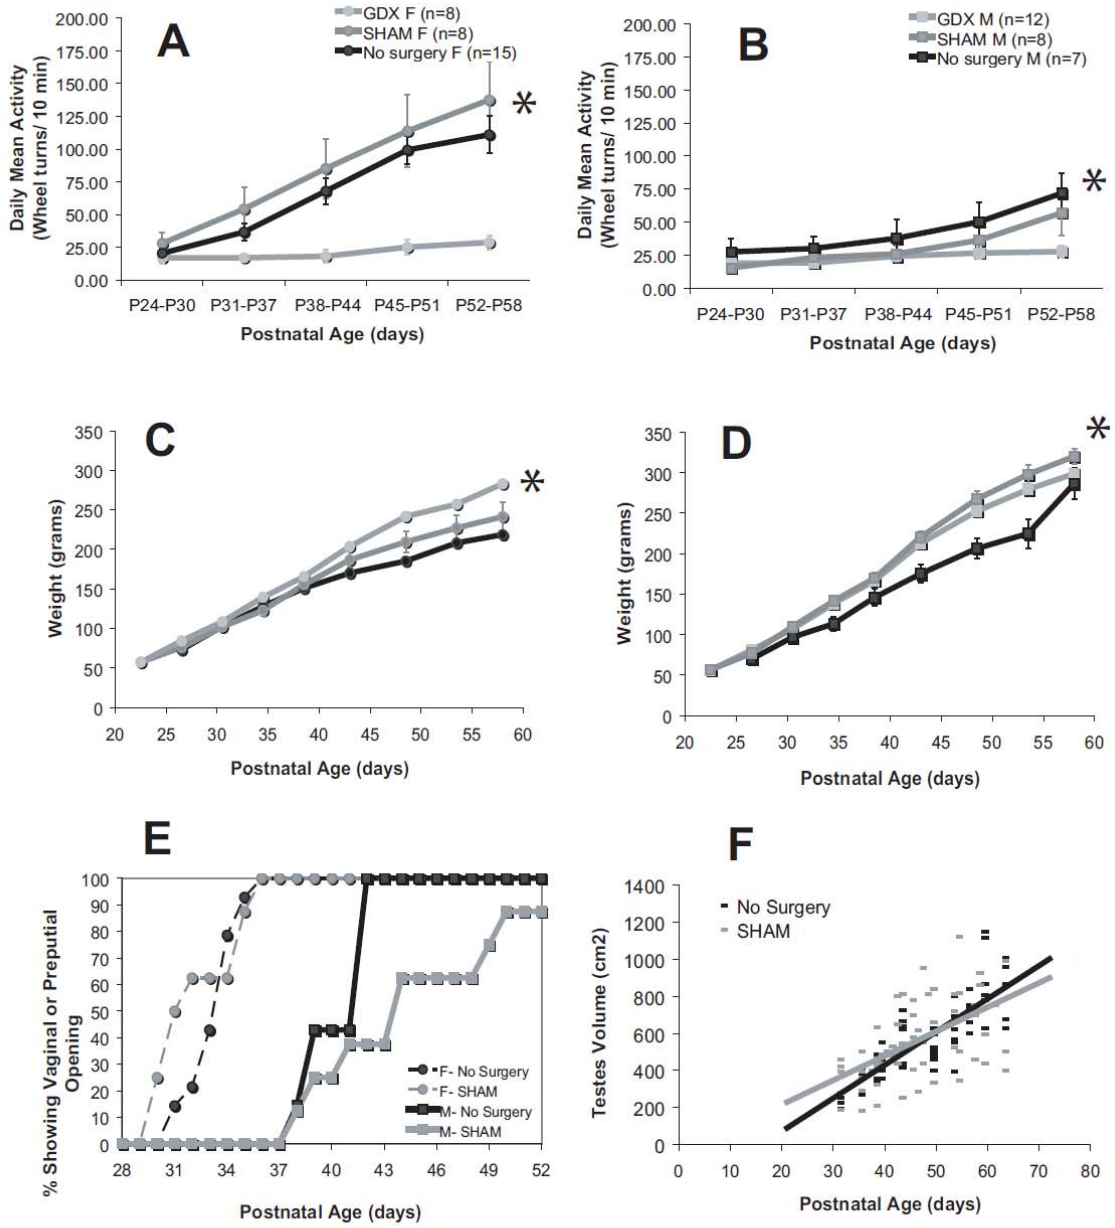 A
GDX F (n=8)
SHAM F (n=8)
No surgery F (n=15)
Daily Mean Activity
(Wheel turns/ 10 min)
200.00
175.00
150.00
125.00
100.00
75.00
50.00
25.00
0.00
*
P24-P30 P31-P37 P38-P44 P45-P51 P52-P58
Postnatal Age (days)
B
GDX M (n=12)
SHAM M (n=8)
No surgery M (n=7)
Daily Mean Activity
(Wheel turns/ 10 min)
200.00
175.00
150.00
125.00
100.00
75.00
50.00
25.00
0.00
*
P24-P30 P31-P37 P38-P44 P45-P51 P52-P58
Postnatal Age (days)
C
Weight (grams)
350
300
250
200
150
100
50
0
*
20 25 30 35 40 45 50 55 60
Postnatal Age (days)
D
Weight (grams)
350
300
250
200
150
100
50
0
*
20 25 30 35 40 45 50 55 60
Postnatal Age (days)
E
% Showing Vaginal or Preputial
Opening
100
90
80
70
60
50
40
30
20
10
0
F- No Surgery
F- SHAM
M- No Surgery
M- SHAM
28 31 34 37 40 43 46 49 52
Postnatal Age (days)
F
No Surgery
SHAM
Testes Volume (cm2)
1400
1200
1000
800
600
400
200
0
0 10 20 30 40 50 60 70 80
Postnatal Age (days)